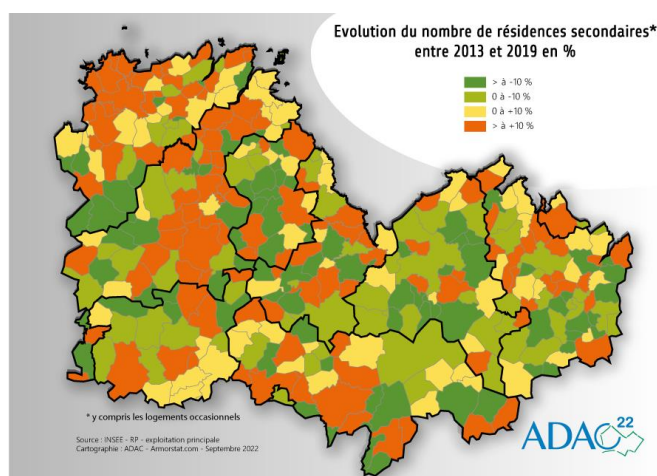 Evolution du nombre de résidences secondaires*
entre 2013 et 2019 en %
> à -10 %
0 à -10 %
0 à +10 %
> à +10 %
* y compris les logements occasionnels
Source : INSEE - RP - exploitation principale
Cartographie : ADAC - Armorstat.com - Septembre 2022
ADAC 22